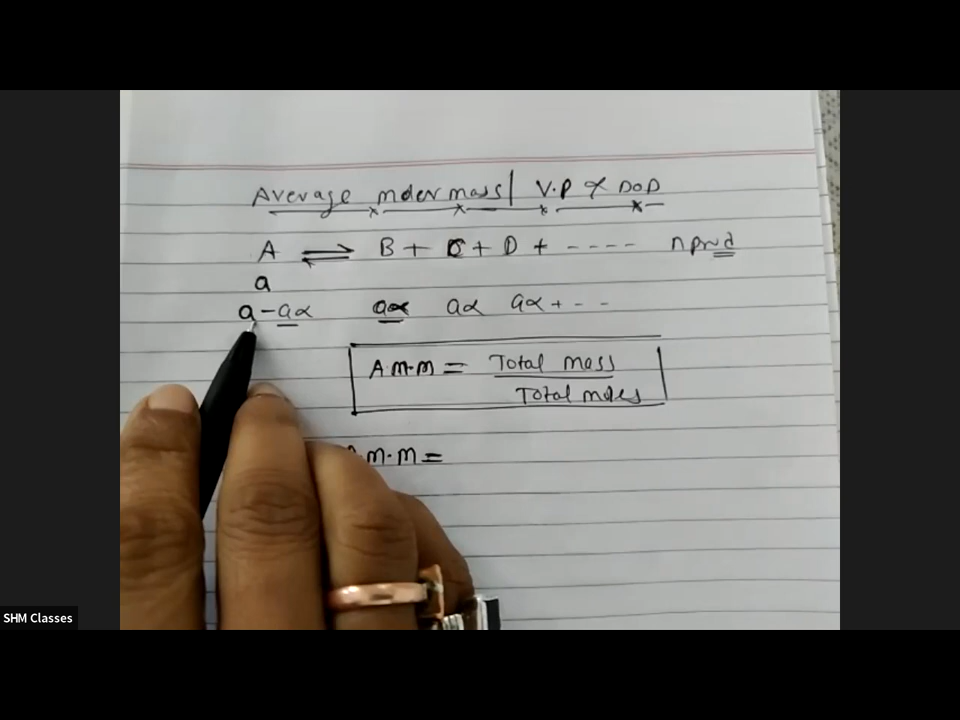 Average molar mass | V.P & DOD
A ⇌ B + C + D + ---- n prod
a
a-aα aα aα aα + - -
A.M.M = Total mass
Total moles
M.M =
SHM Classes